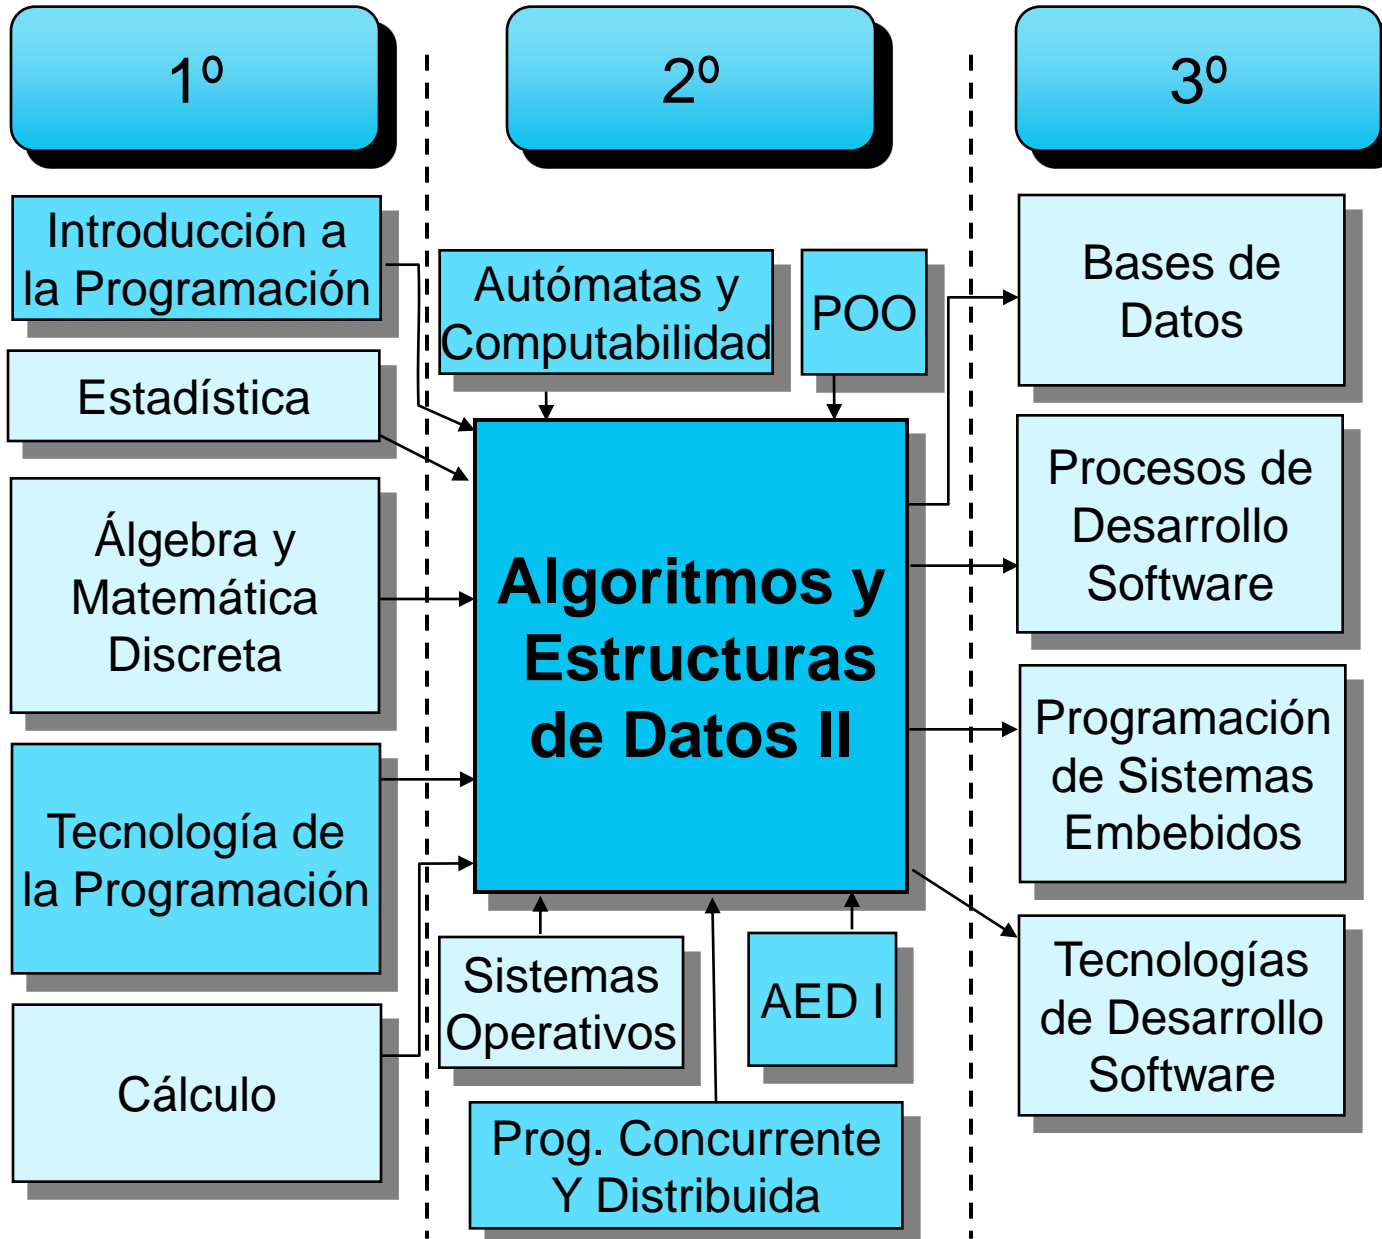 1º
2º
3º
Introducción a
la Programación
Estadística
Álgebra y
Matemática
Discreta
Tecnología de
la Programación
Cálculo
Autómatas y
Computabilidad
POO
Algoritmos y
Estructuras
de Datos II
Sistemas
Operativos
AED I
Prog. Concurrente
Y Distribuida
Bases de
Datos
Procesos de
Desarrollo
Software
Programación
de Sistemas
Embebidos
Tecnologías
de Desarrollo
Software